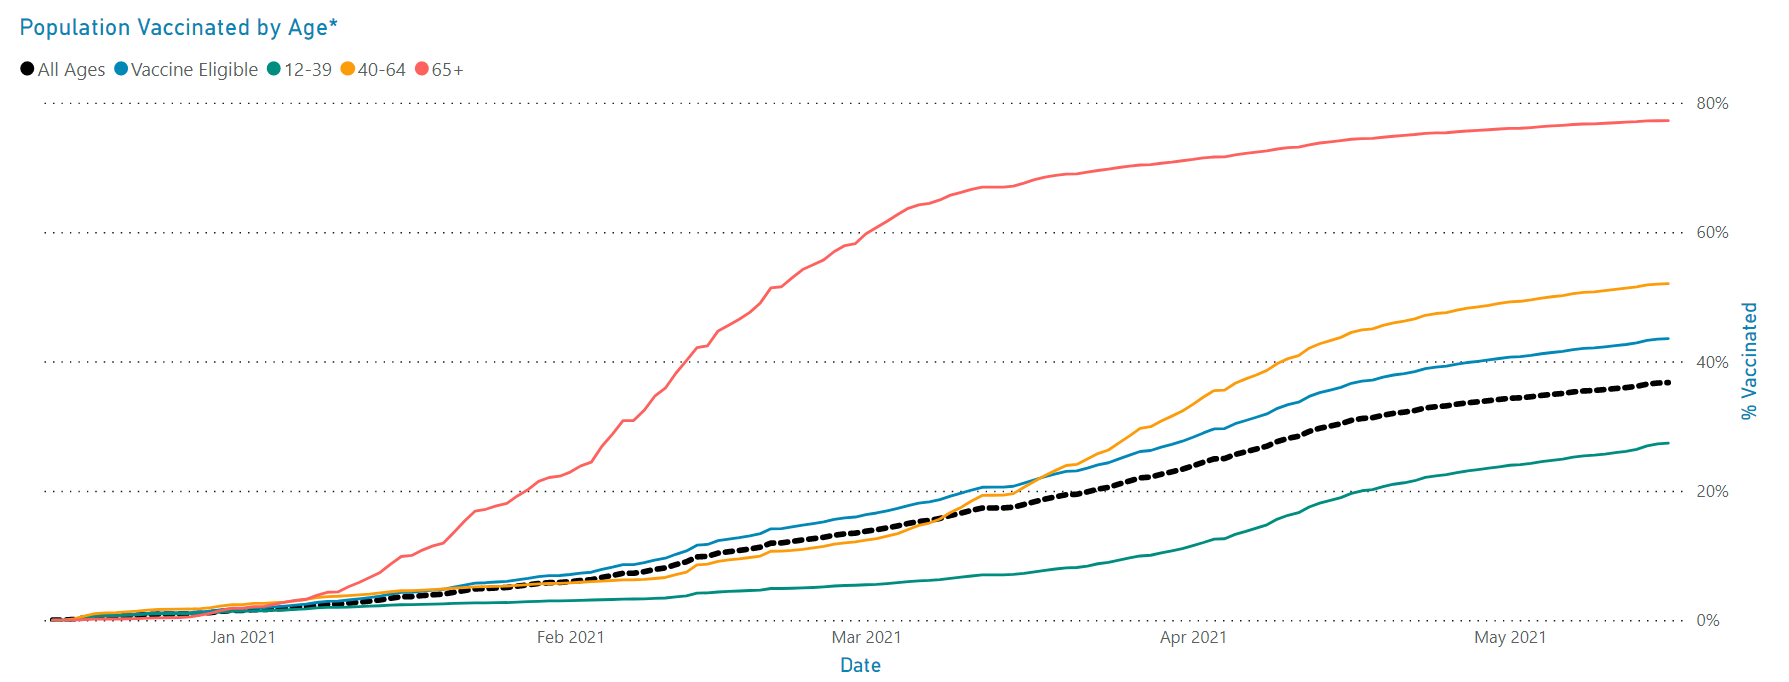 Population Vaccinated by Age*
All Ages Vaccine Eligible 12-39 40-64 65+
80%
60%
40%
20%
0%
% Vaccinated
Jan 2021 Feb 2021 Mar 2021 Apr 2021 May 2021
Date